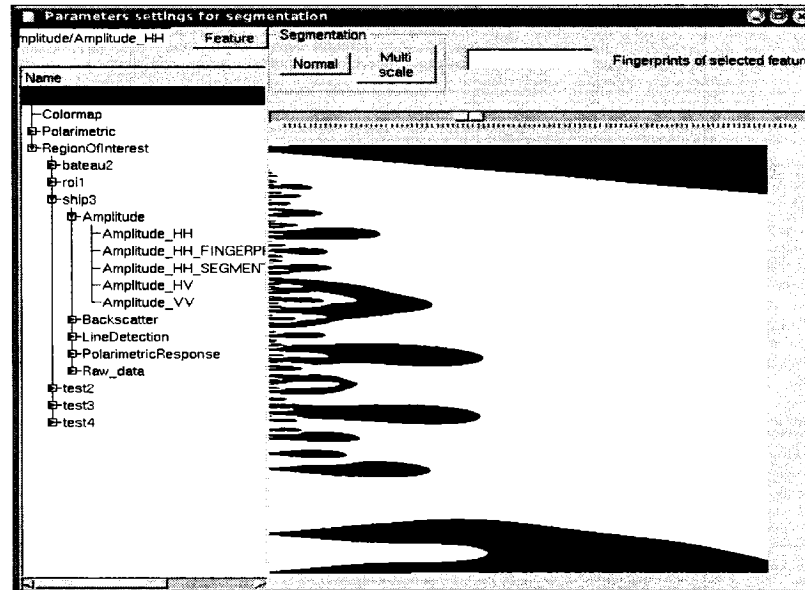 Parameters settings for segmentation
mplitude/Amplitude_HH
Feature
Segmentation
Normal
Multi
scale
Fingerprints of selected feature
Name
Colormap
Polarimetric
RegionOfInterest
bateau2
roi1
ship3
Amplitude
Amplitude_HH
Amplitude_HH_FINGERP
Amplitude_HH_SEGMENT
Amplitude_HV
Amplitude_VV
Backscatter
LineDetection
PolarimetricResponse
Raw_data
test2
test3
test4